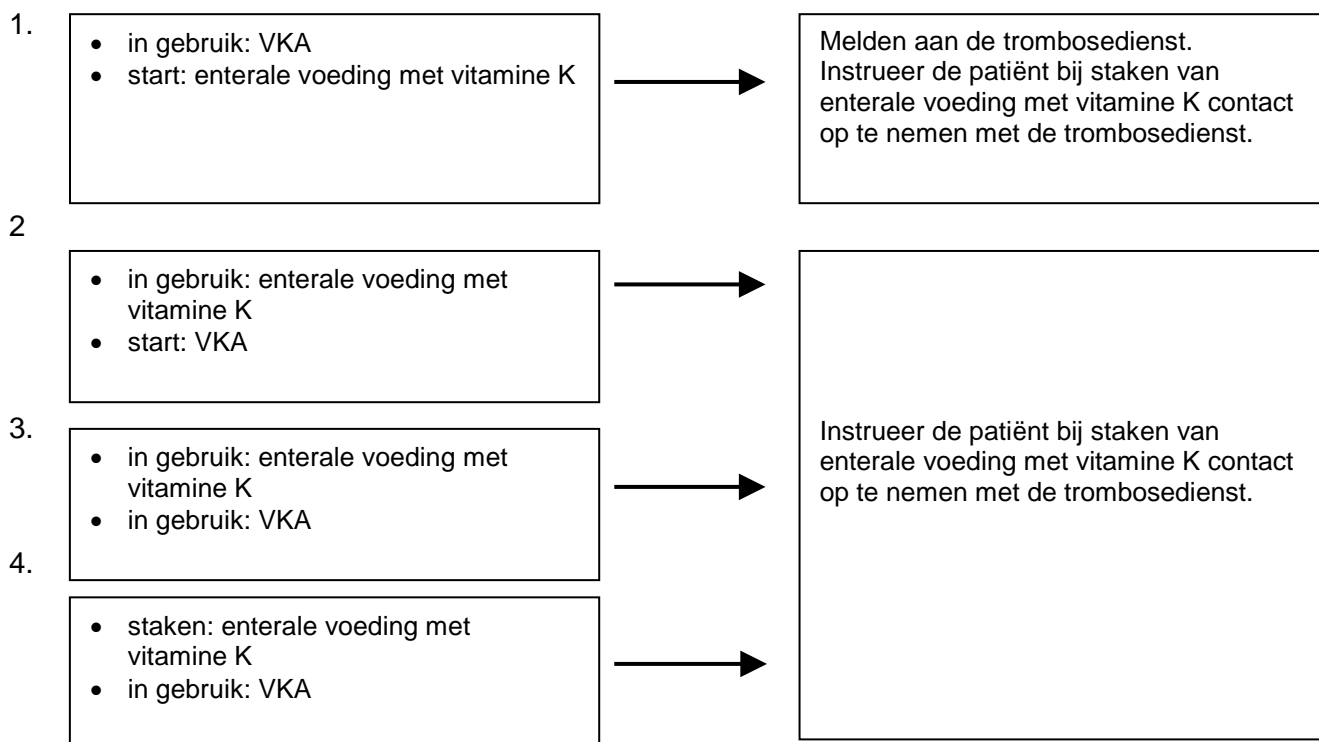 1.
• in gebruik: VKA
• start: enterale voeding met vitamine K
Melden aan de trombosedienst.
Instrueer de patiënt bij staken van
enterale voeding met vitamine K contact
op te nemen met de trombosedienst.
2
• in gebruik: enterale voeding met
vitamine K
• start: VKA
3.
• in gebruik: enterale voeding met
vitamine K
• in gebruik: VKA
4.
• staken: enterale voeding met
vitamine K
• in gebruik: VKA
Instrueer de patiënt bij staken van
enterale voeding met vitamine K contact
op te nemen met de trombosedienst.